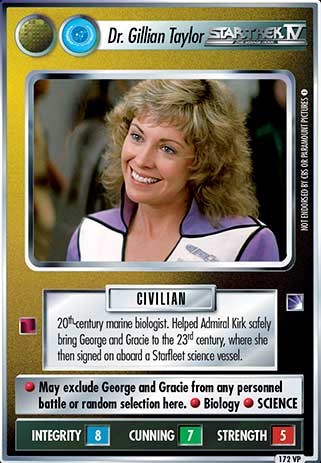 Dr. Gillian Taylor
STAR TREK IV
THE VOYAGE HOME
NOT ENDORSED BY CBS OR PARAMOUNT PICTURES
CIVILIAN
20th-century marine biologist. Helped Admiral Kirk safely
bring George and Gracie to the 23rd century, where she
then signed on aboard a Starfleet science vessel.
● May exclude George and Gracie from any personnel
battle or random selection here. ● Biology ● SCIENCE
INTEGRITY 8 CUNNING 7 STRENGTH 5
172 VP